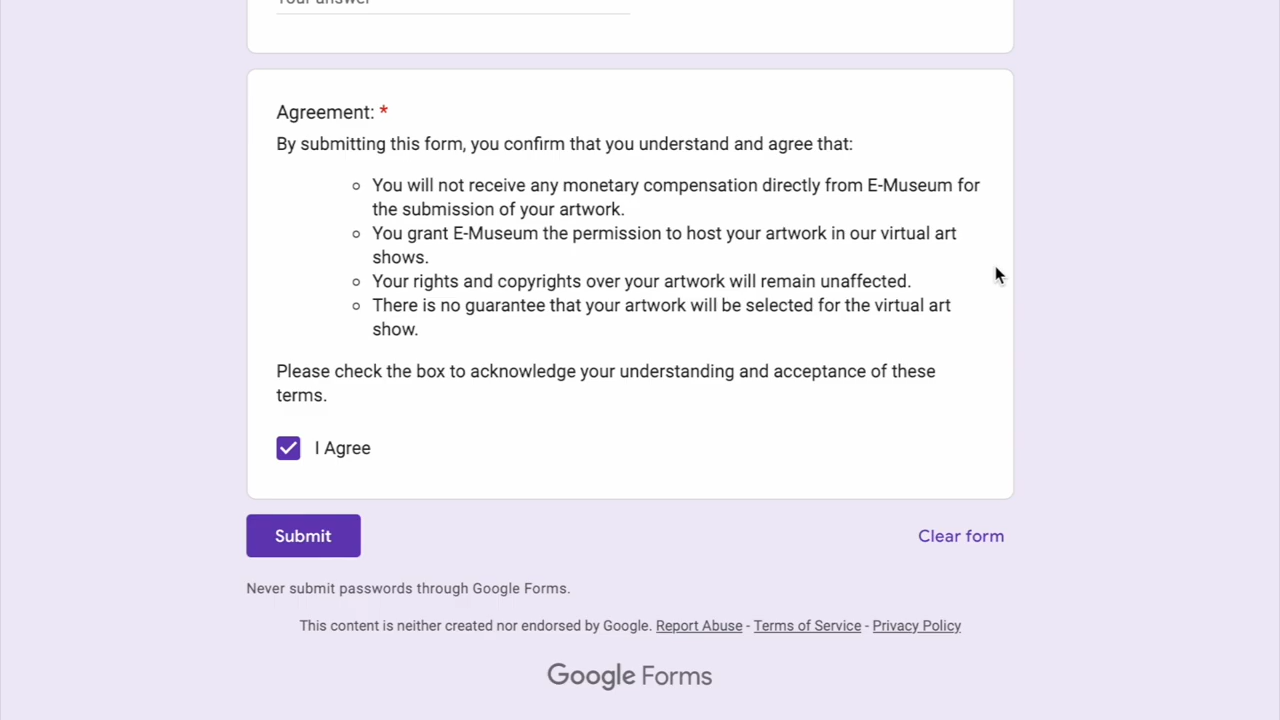 Your answer
Agreement: *
By submitting this form, you confirm that you understand and agree that:
You will not receive any monetary compensation directly from E-Museum for
the submission of your artwork.
You grant E-Museum the permission to host your artwork in our virtual art
shows.
Your rights and copyrights over your artwork will remain unaffected.
There is no guarantee that your artwork will be selected for the virtual art
show.
Please check the box to acknowledge your understanding and acceptance of these
terms.
I Agree
Submit
Clear form
Never submit passwords through Google Forms.
This content is neither created nor endorsed by Google. Report Abuse - Terms of Service - Privacy Policy
Google Forms